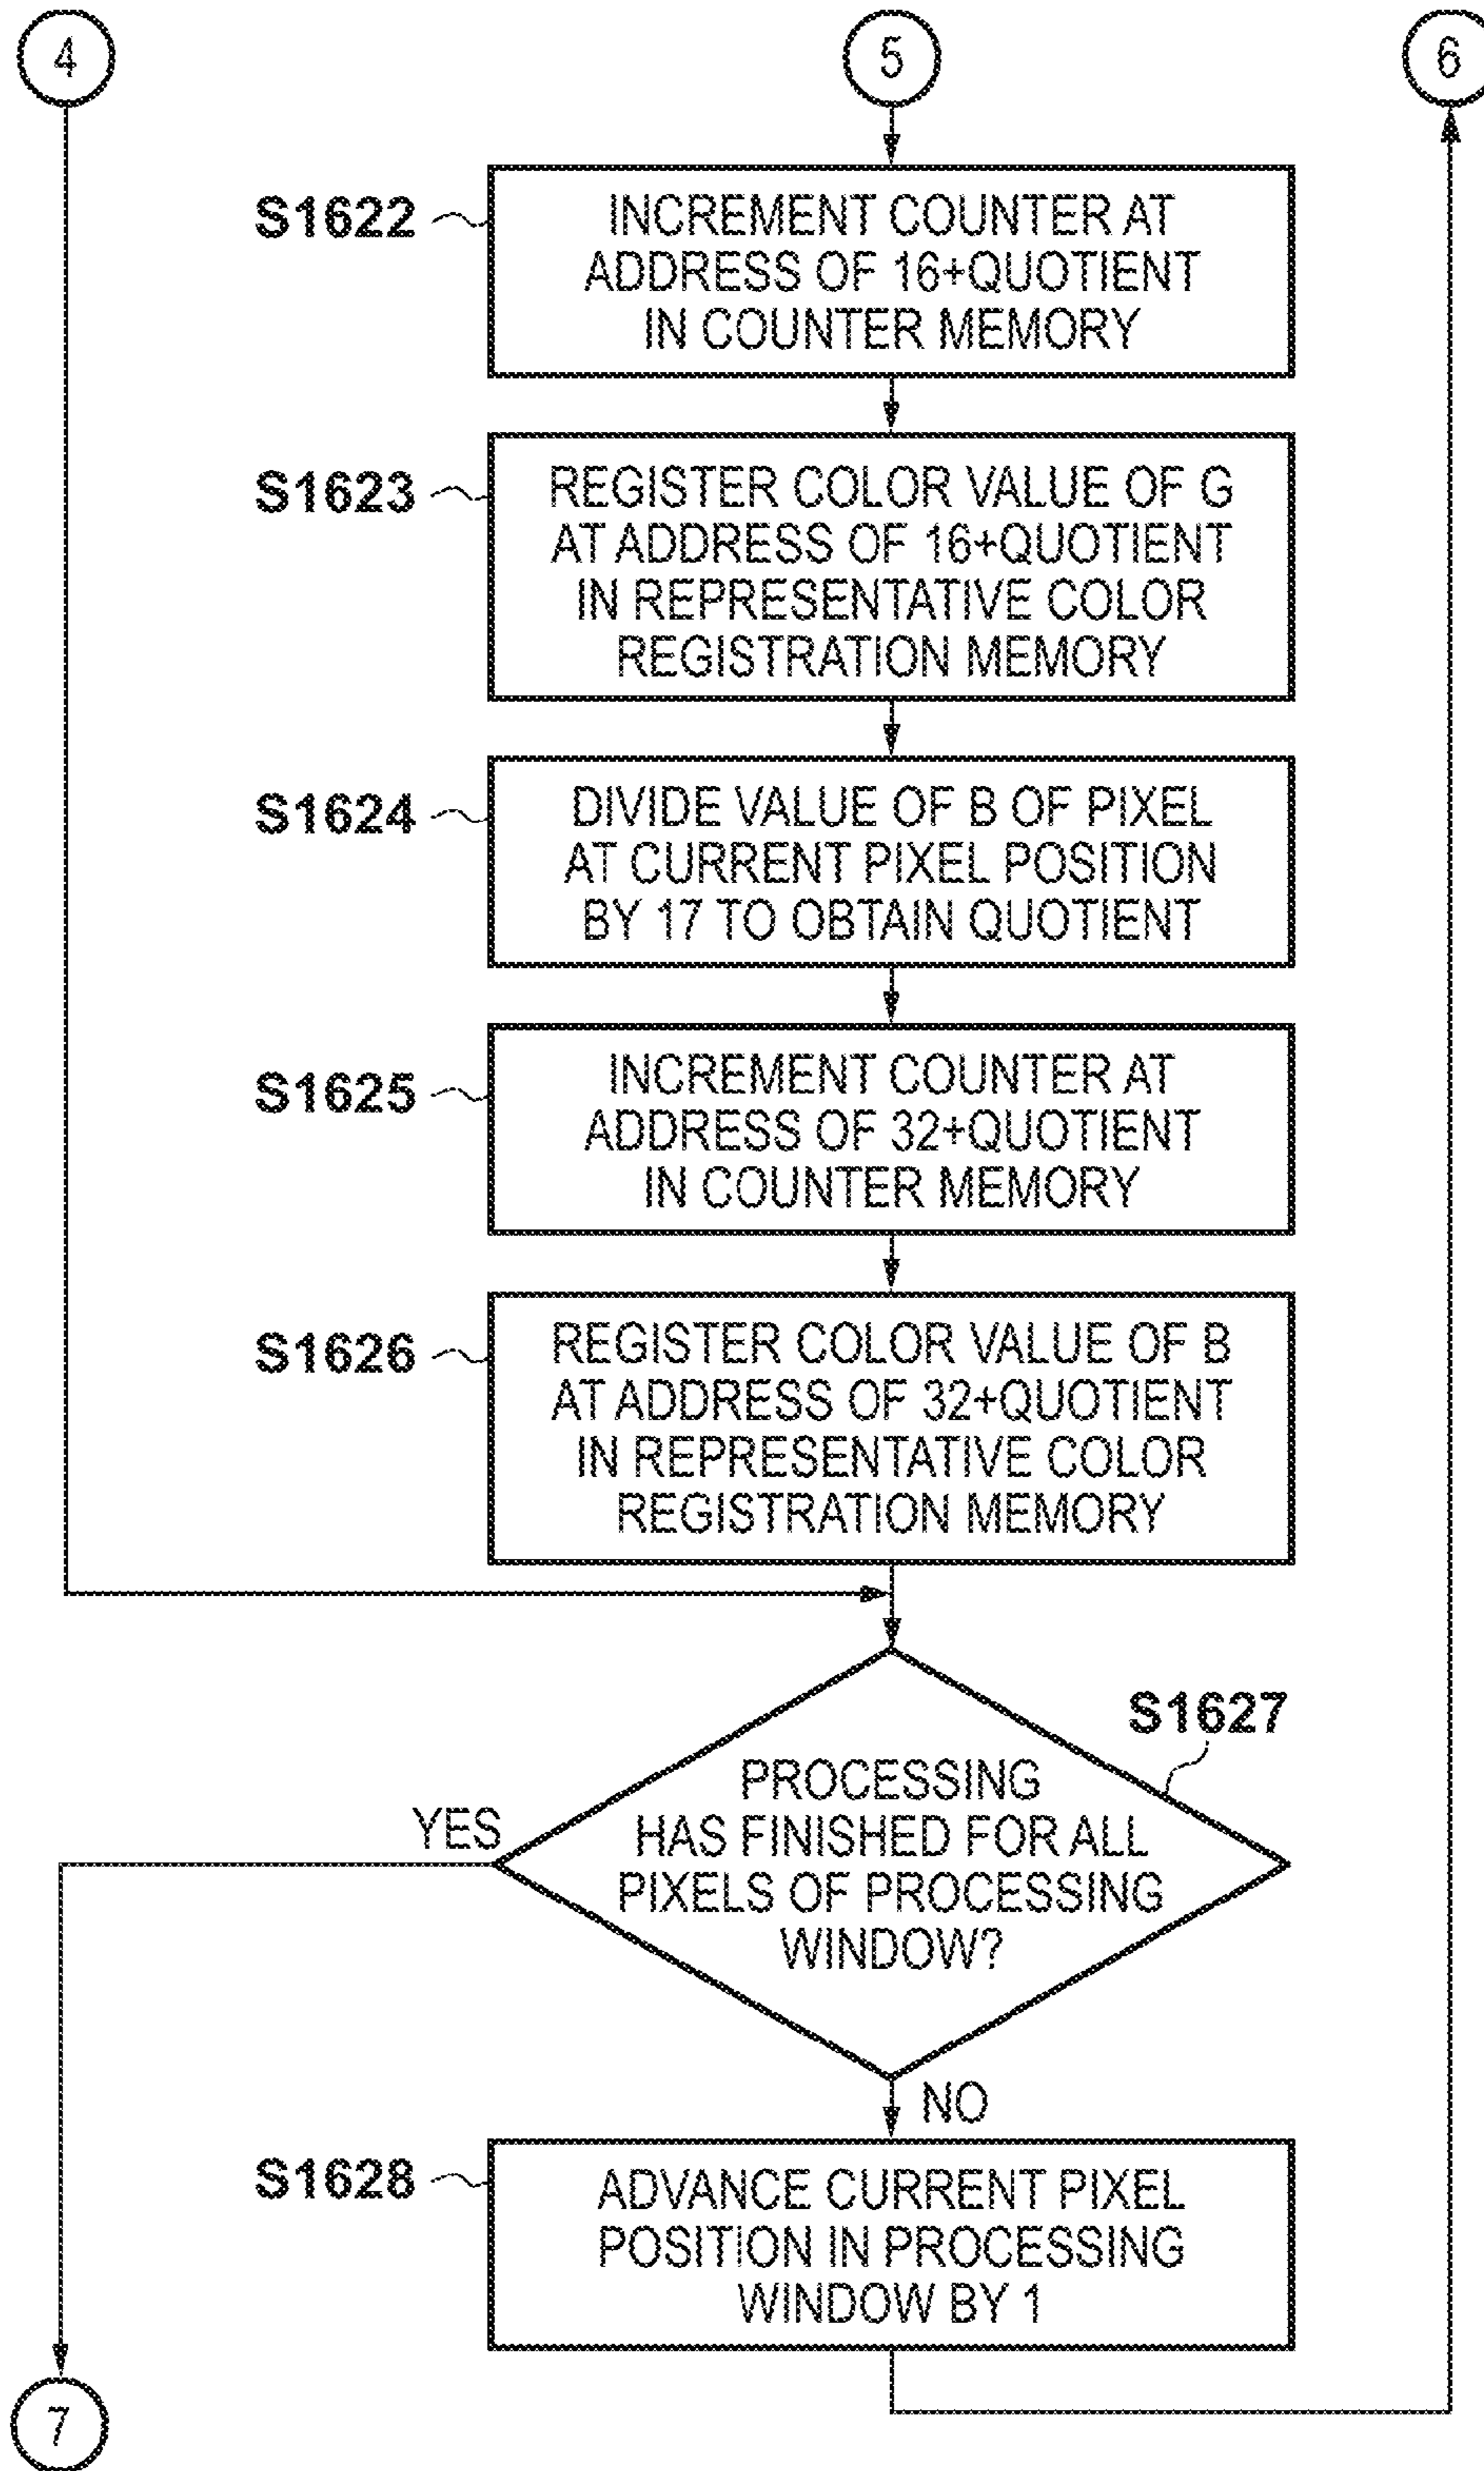 4
5
6
S1622
INCREMENT COUNTER AT
ADDRESS OF 16+QUOTIENT
IN COUNTER MEMORY
S1623
REGISTER COLOR VALUE OF G
AT ADDRESS OF 16+QUOTIENT
IN REPRESENTATIVE COLOR
REGISTRATION MEMORY
S1624
DIVIDE VALUE OF B OF PIXEL
AT CURRENT PIXEL POSITION
BY 17 TO OBTAIN QUOTIENT
S1625
INCREMENT COUNTER AT
ADDRESS OF 32+QUOTIENT
IN COUNTER MEMORY
S1626
REGISTER COLOR VALUE OF B
AT ADDRESS OF 32+QUOTIENT
IN REPRESENTATIVE COLOR
REGISTRATION MEMORY
S1627
PROCESSING
HAS FINISHED FOR ALL
PIXELS OF PROCESSING
WINDOW?
YES
NO
S1628
ADVANCE CURRENT PIXEL
POSITION IN PROCESSING
WINDOW BY 1
7